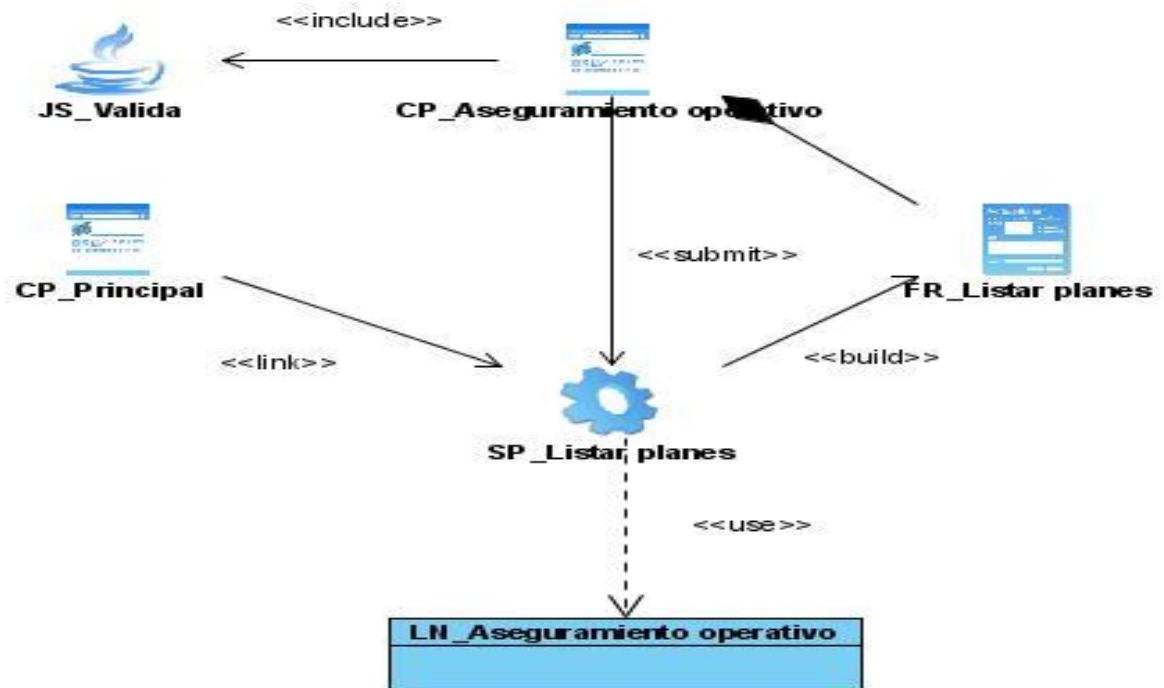 <<include>>
JS_Valida
CP_Aseguramiento operativo
<<submit>>
CP_Principal
FR_Listar planes
<<link>>
<<build>>
SP_Listar planes
<<use>>
LN_Aseguramiento operativo